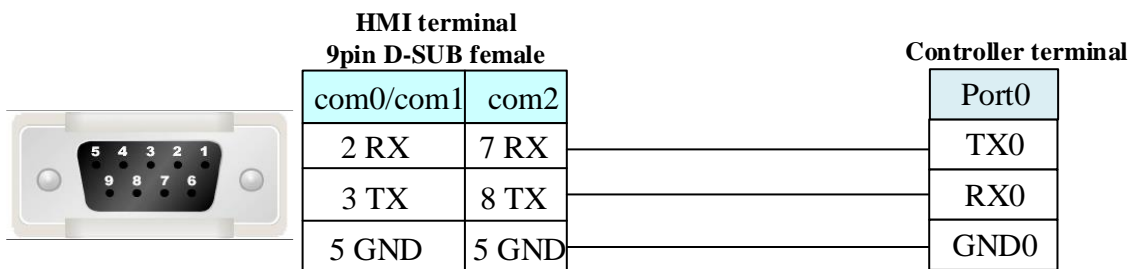 HMI terminal
9pin D-SUB female
Controller terminal
com0/com1 com2 Port0
5 4 3 2 1
9 8 7 6
2 RX 7 RX TX0
3 TX 8 TX RX0
5 GND 5 GND GND0